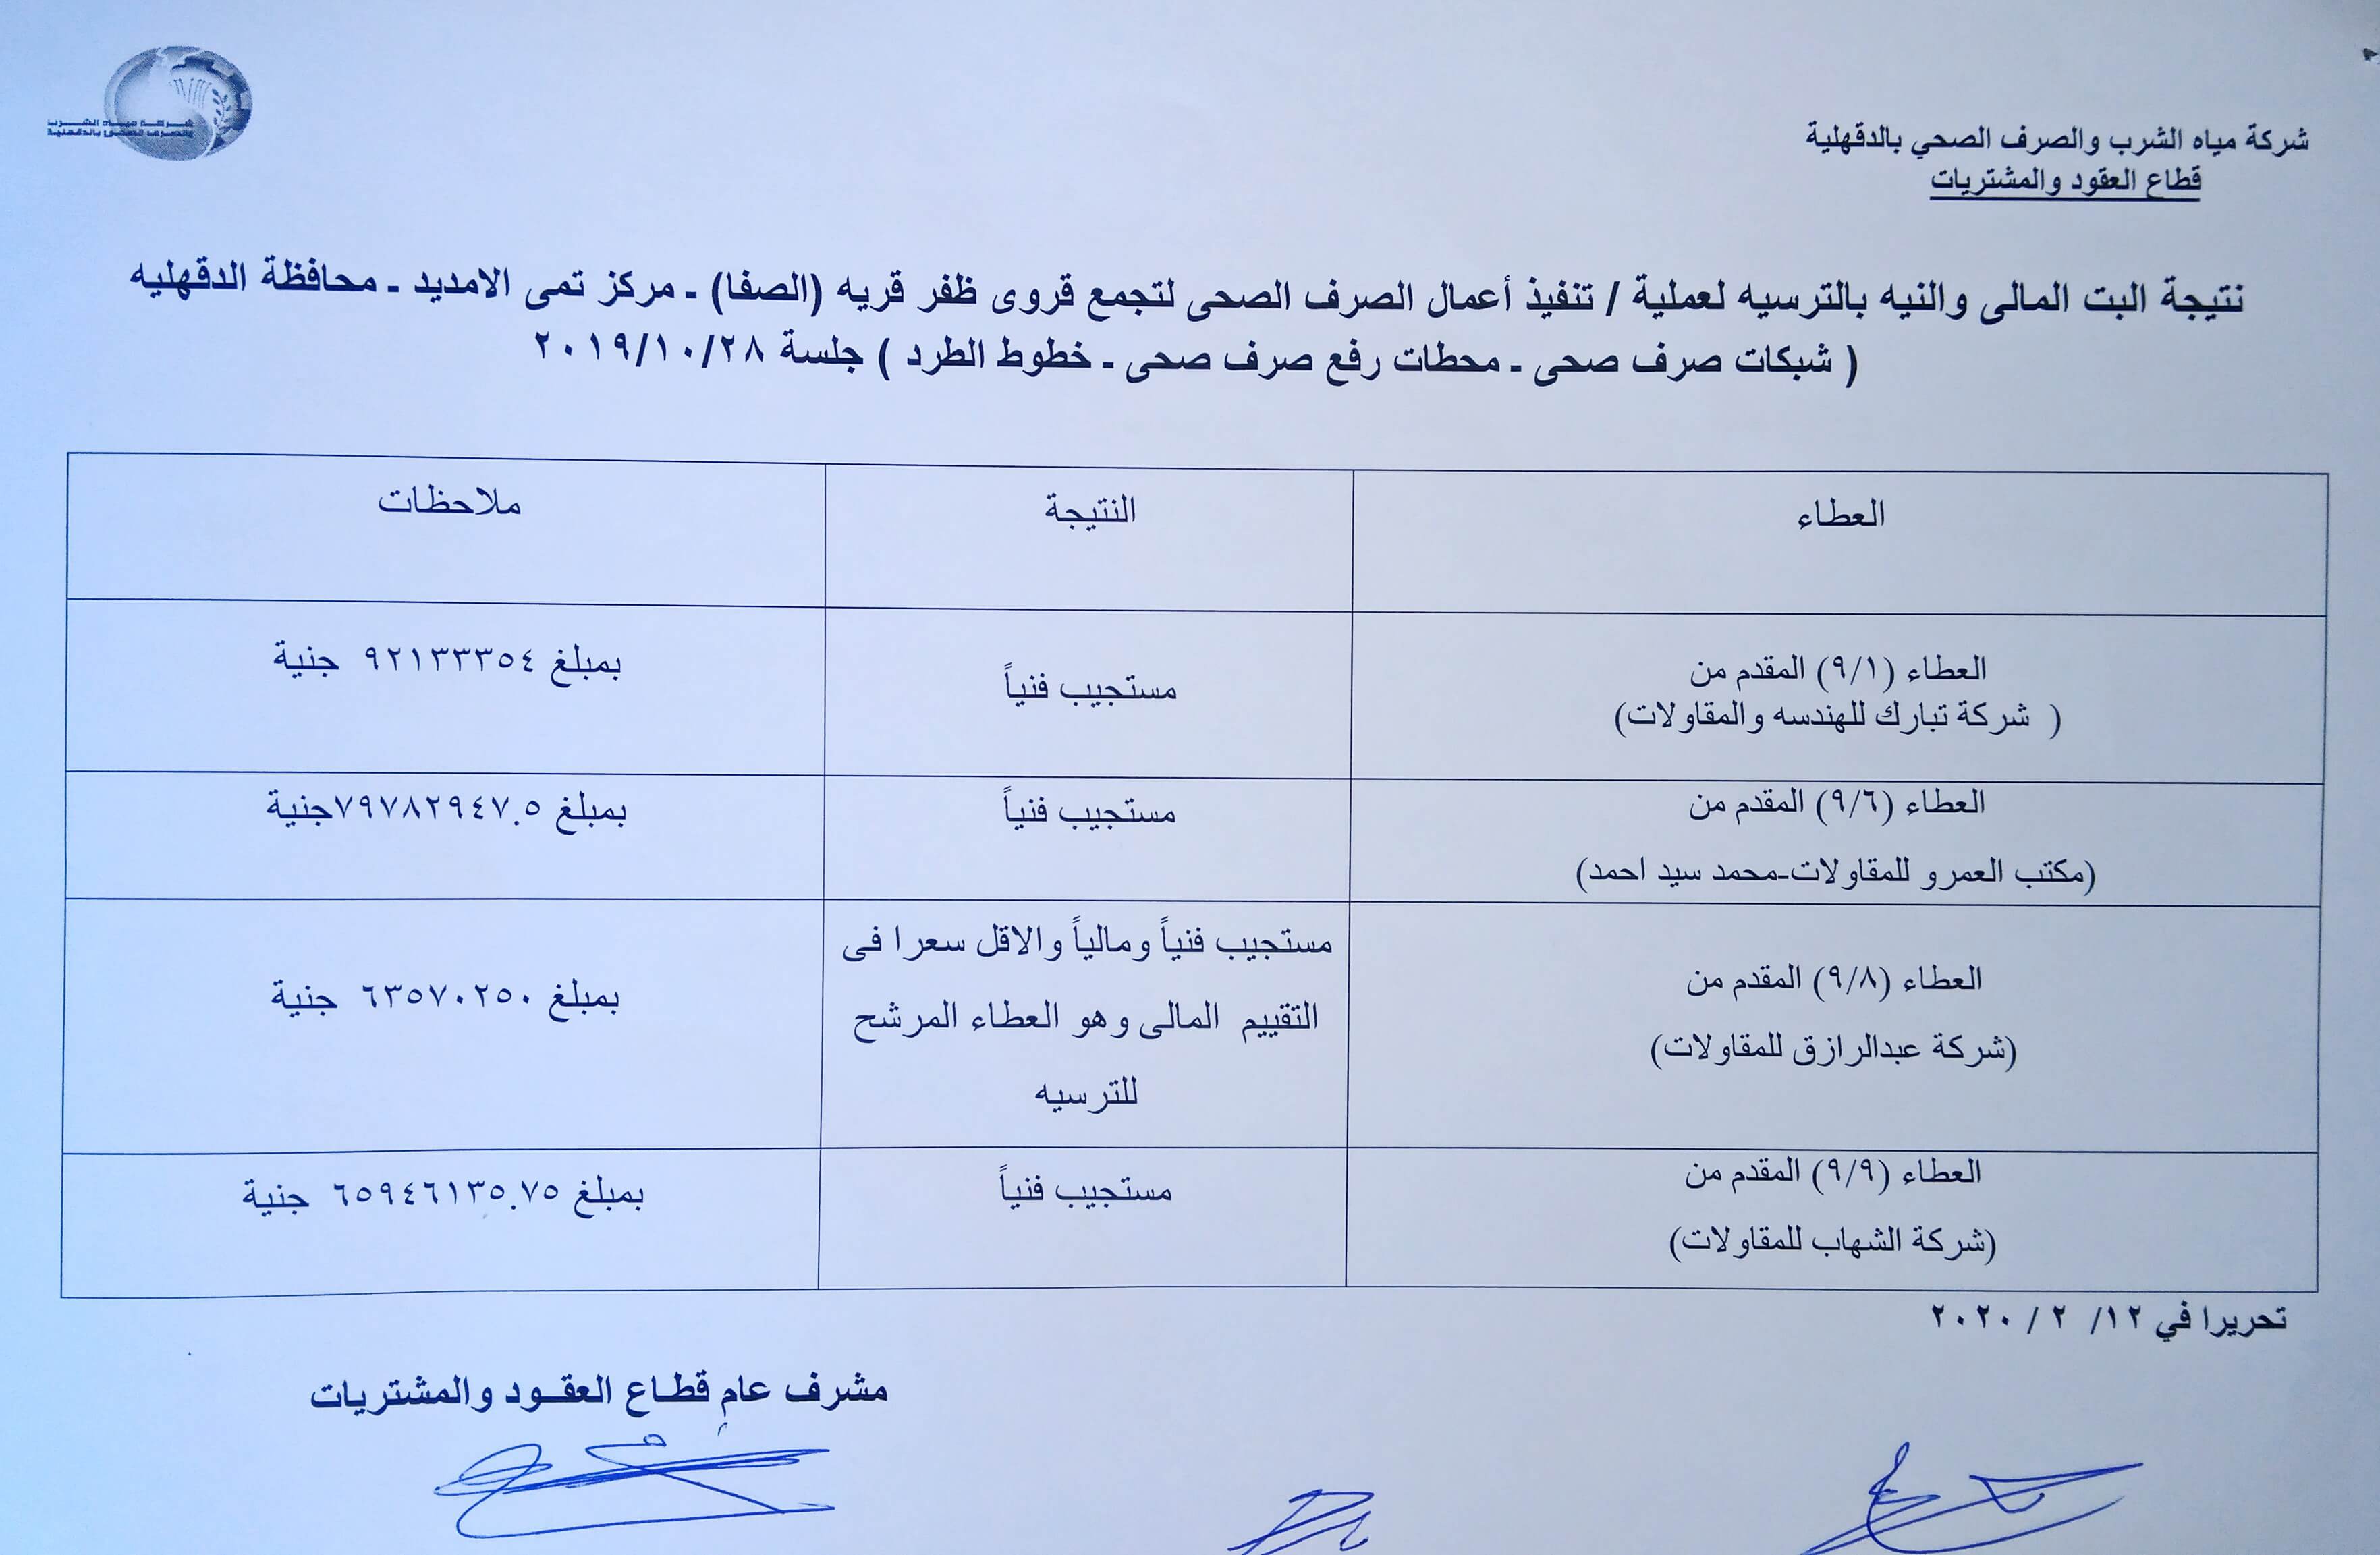 شركة مياه الشرب
والصرف الصحى بالدقهلية
شركة مياه الشرب والصرف الصحي بالدقهلية
قطاع العقود والمشتريات
نتيجة البت المالى والنيه بالترسيه لعملية / تنفيذ أعمال الصرف الصحى لتجمع قروى ظفر قريه (الصفا) ـ مركز تمى الامديد ـ محافظة الدقهليه
( شبكات صرف صحى ـ محطات رفع صرف صحى ـ خطوط الطرد ) جلسة ٢٠١٩/١٠/٢٨
العطاء
النتيجة
ملاحظات
العطاء (٩/١) المقدم من
( شركة تبارك للهندسه والمقاولات)
مستجيب فنياً
بمبلغ ٩٢١٣٣٣٥٤ جنية
العطاء (٩/٦) المقدم من
(مكتب العمرو للمقاولات-محمد سيد احمد)
مستجيب فنياً
بمبلغ ٧٩٧٨٢٩٤٧.٥جنية
العطاء (٩/٨) المقدم من
(شركة عبدالرازق للمقاولات)
مستجيب فنياً ومالياً والاقل سعرا فى
التقييم المالى وهو العطاء المرشح
للترسيه
بمبلغ ٦٣٥٧٠٢٥٠ جنية
العطاء (٩/٩) المقدم من
(شركة الشهاب للمقاولات)
مستجيب فنياً
بمبلغ ٦٥٩٤٦١٣٥.٧٥ جنية
تحريرا في ١٢/ ٢ / ٢٠٢٠
مشرف عام قطـاع العقــود والمشتريات